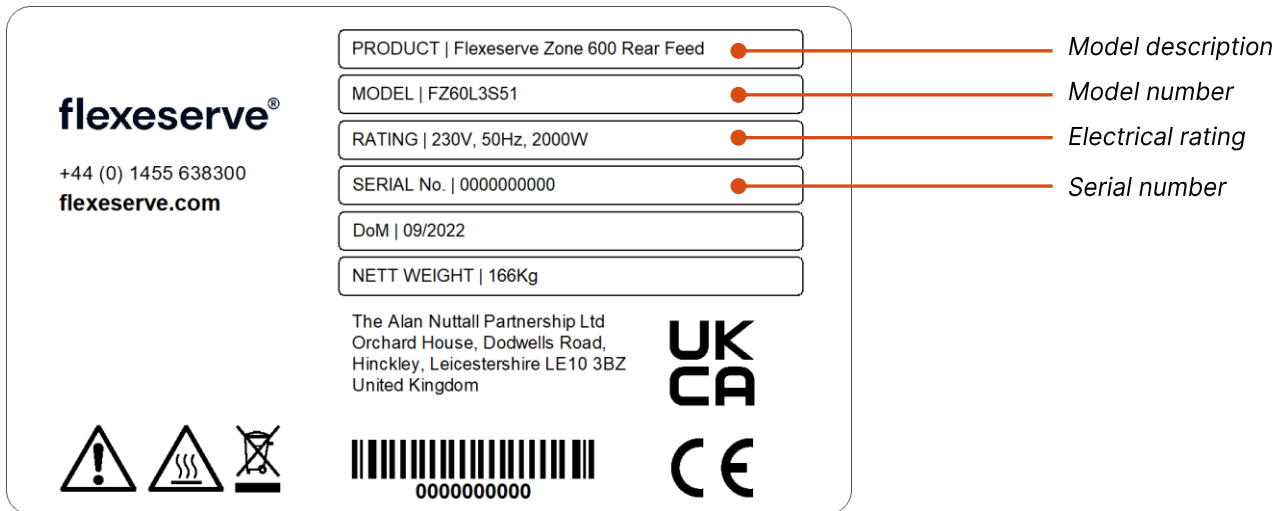 flexeserve®
+44 (0) 1455 638300
flexeserve.com
PRODUCT | Flexeserve Zone 600 Rear Feed
MODEL | FZ60L3S51
RATING | 230V, 50Hz, 2000W
SERIAL No. | 0000000000
DoM | 09/2022
NETT WEIGHT | 166Kg
Model description
Model number
Electrical rating
Serial number
The Alan Nuttall Partnership Ltd
Orchard House, Dodwells Road,
Hinckley, Leicestershire LE10 3BZ
United Kingdom
UK
CA
0000000000
CE